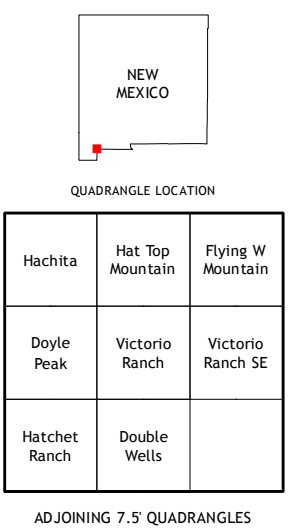 NEW
MEXICO
QUADRANGLE LOCATION
Hachita
Hat Top
Mountain
Flying W
Mountain
Doyle
Peak
Victorio
Ranch
Victorio
Ranch SE
Hatchet
Ranch
Double
Wells
ADJOINING 7.5' QUADRANGLES